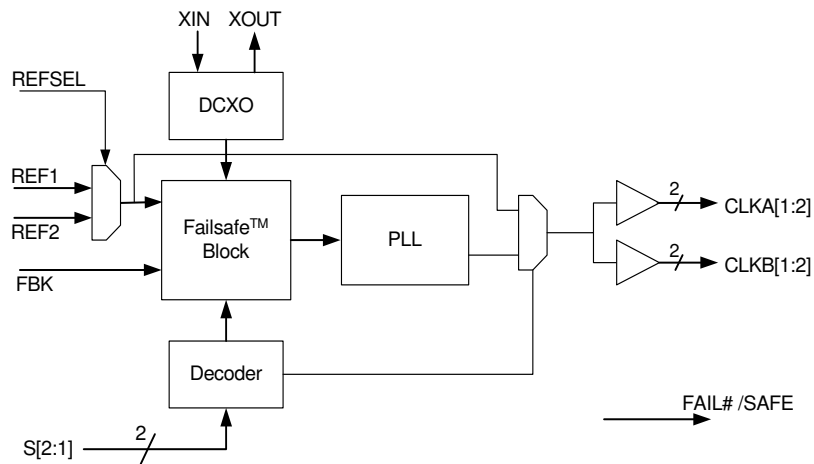 XIN XOUT
REFSEL
DCXO
REF1
REF2
Failsafe™
Block
PLL
2
CLKA[1:2]
2
CLKB[1:2]
FBK
Decoder
FAIL# /SAFE
S[2:1]
2